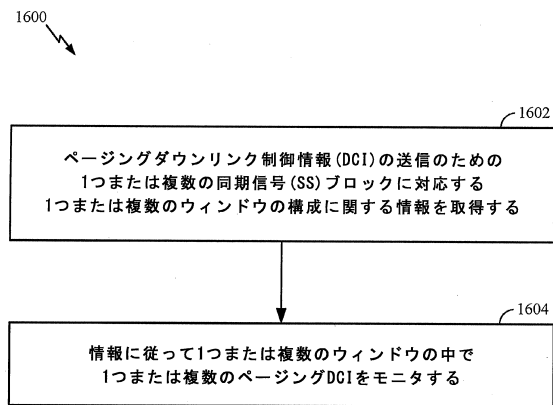 1600
1602
ページングダウンリンク制御情報(DCI)の送信のための
1つまたは複数の同期信号(SS)ブロックに対応する
1つまたは複数のウィンドウの構成に関する情報を取得する
1604
情報に従って1つまたは複数のウィンドウの中で
1つまたは複数のページングDCIをモニタする